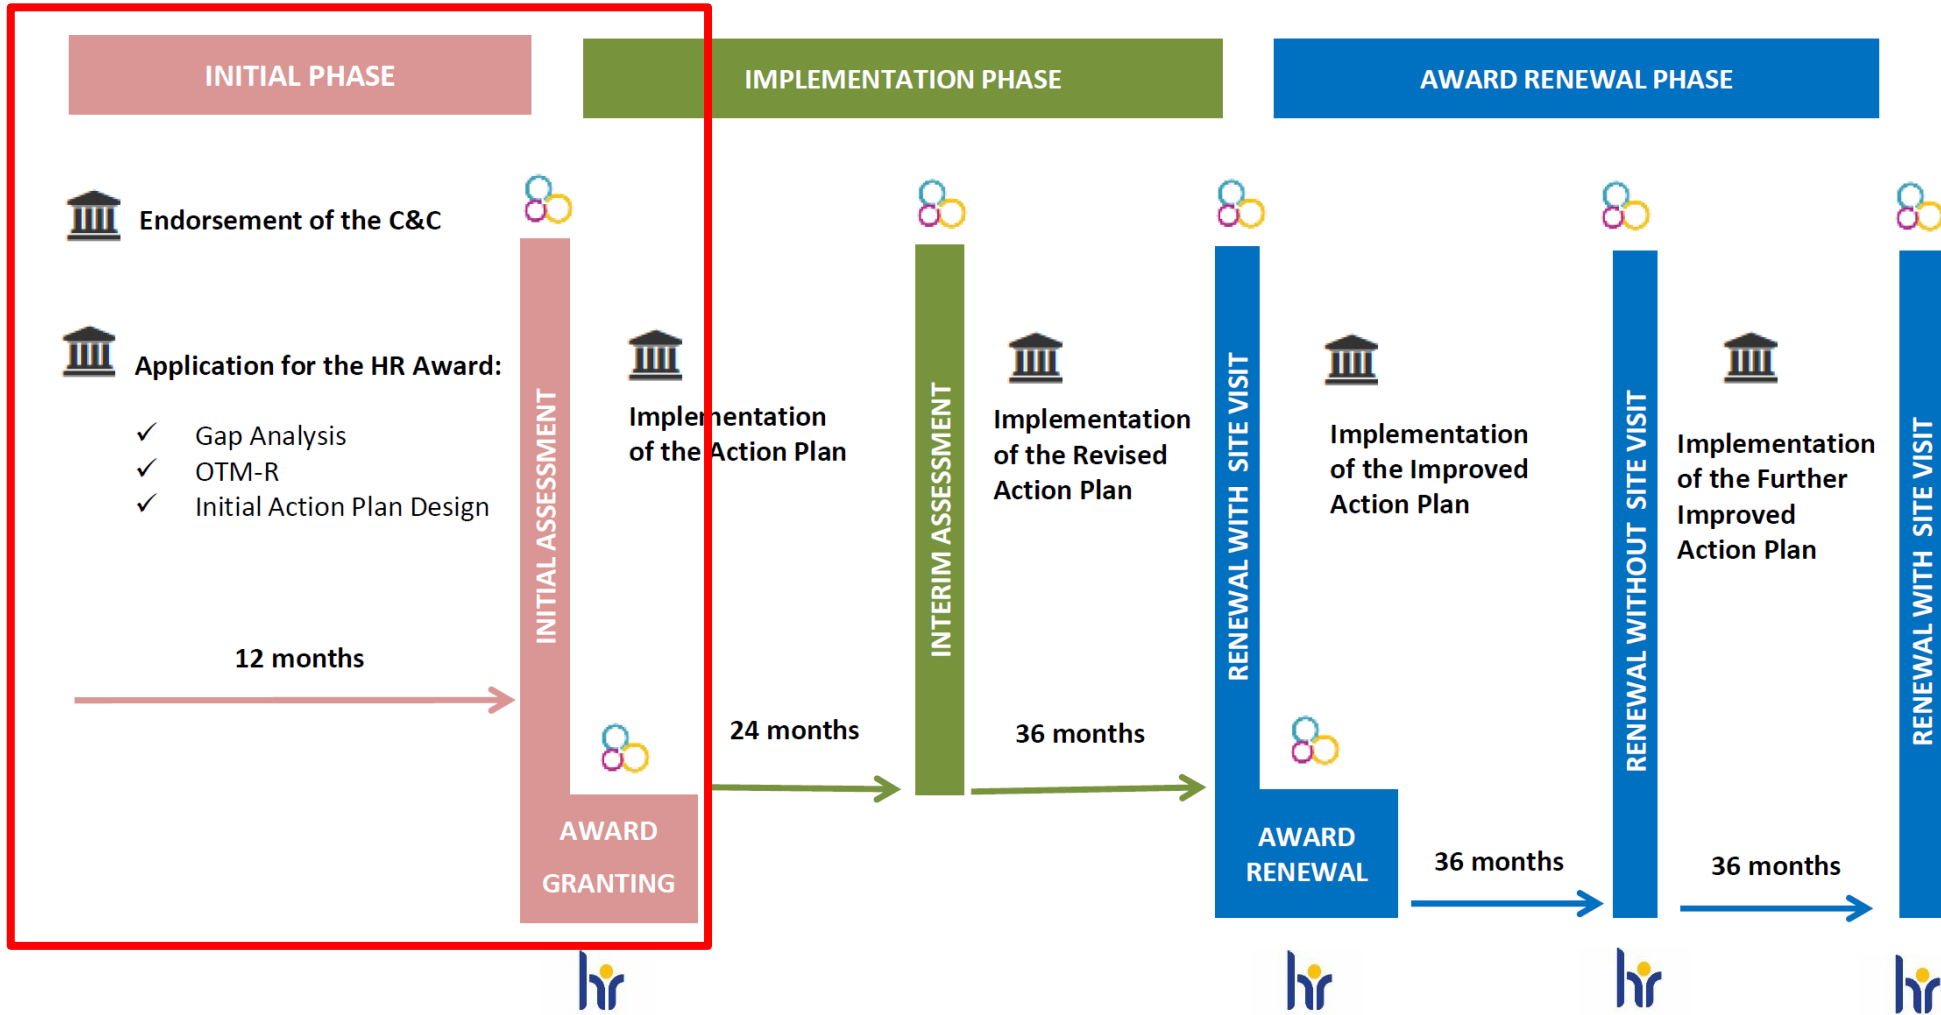 INITIAL PHASE
IMPLEMENTATION PHASE
AWARD RENEWAL PHASE
Endorsement of the C&C
Application for the HR Award:
✓ Gap Analysis
✓ OTM-R
✓ Initial Action Plan Design
12 months
INITIAL ASSESSMENT
AWARD
GRANTING
Implementation
of the Action Plan
24 months
INTERIM ASSESSMENT
Implementation
of the Revised
Action Plan
36 months
RENEWAL WITH SITE VISIT
AWARD
RENEWAL
Implementation
of the Improved
Action Plan
36 months
RENEWAL WITHOUT SITE VISIT
Implementation
of the Further
Improved
Action Plan
36 months
RENEWAL WITH SITE VISIT
hr
hr
hr
hr